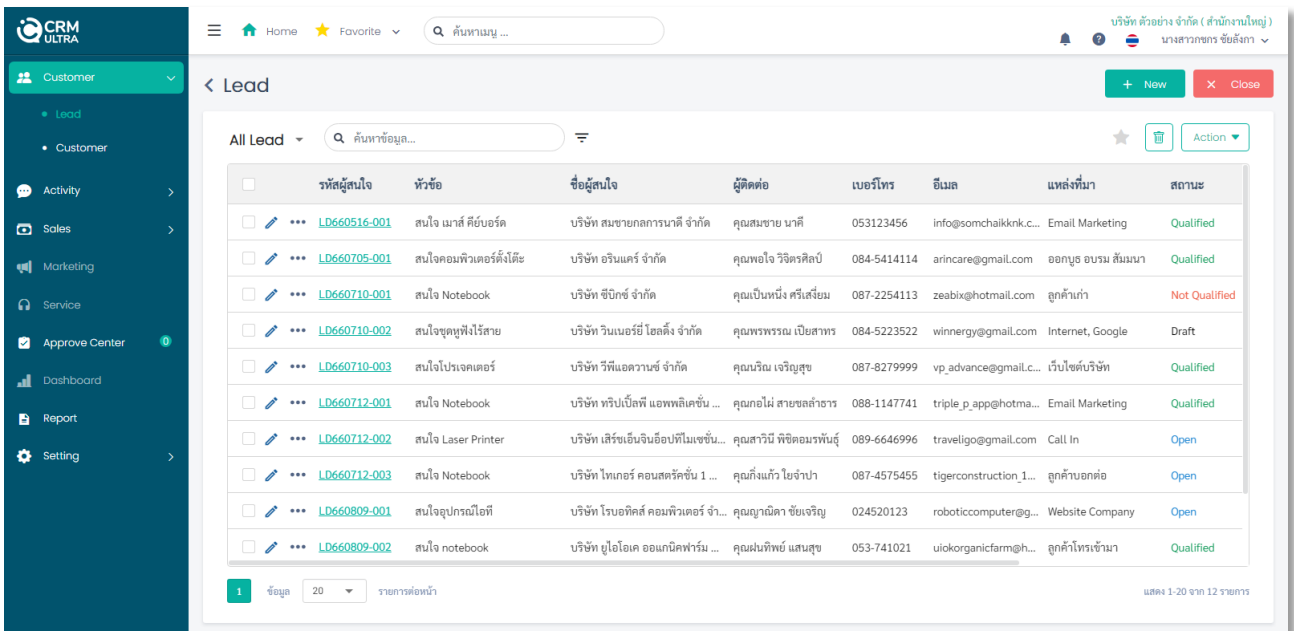 CRM
ULTRA
Home Favorite ค้นหาเมนู ...
บริษัท ตัวอย่าง จำกัด ( สำนักงานใหญ่ )
นางสาวกชกร ชัยลังกา
Customer
Lead
Customer
Activity
Sales
Marketing
Service
Approve Center 0
Dashboard
Report
Setting
Lead
+ New
× Close
All Lead ค้นหาข้อมูล... Action
รหัสผู้สนใจ หัวข้อ ชื่อผู้สนใจ ผู้ติดต่อ เบอร์โทร อีเมล แหล่งที่มา สถานะ
LD660516-001 สนใจ เมาส์ คีย์บอร์ด บริษัท สมชายกลการนาดี จำกัด คุณสมชาย นาคี 053123456 info@somchaikknk.c... Email Marketing Qualified
LD660705-001 สนใจคอมพิวเตอร์ตั้งโต๊ะ บริษัท อรินแคร์ จำกัด คุณพอใจ วิจิตรศิลป์ 084-5414114 arincare@gmail.com ออกบูธ อบรม สัมมนา Qualified
LD660710-001 สนใจ Notebook บริษัท ซีบิกซ์ จำกัด คุณเป็นหนึ่ง ศรีเสงี่ยม 087-2254113 zeabix@hotmail.com ลูกค้าเก่า Not Qualified
LD660710-002 สนใจชุดหูฟังไร้สาย บริษัท วินเนอร์ยี่ โฮลดิ้ง จำกัด คุณพรพรรณ เปียสาทร 084-5223522 winnergy@gmail.com Internet, Google Draft
LD660710-003 สนใจโปรเจคเตอร์ บริษัท วีพีแอดวานซ์ จำกัด คุณนริณ เจริญสุข 087-8279999 vp_advance@gmail.c... เว็บไซต์บริษัท Qualified
LD660712-001 สนใจ Notebook บริษัท ทริปเปิ้ลพี แอพพลิเคชั่น ... คุณกอไผ่ สายชลลำธาร 088-1147741 triple_p_app@hotma... Email Marketing Qualified
LD660712-002 สนใจ Laser Printer บริษัท เสิร์ชเอ็นจินอ็อปทิไมเซชั่น... คุณสาวินี พิชิตอมรพันธุ์ 089-6646996 traveligo@gmail.com Call In Open
LD660712-003 สนใจ Notebook บริษัท ไทเกอร์ คอนสตรัคชั่น 1 ... คุณกิ่งแก้ว ใยจำปา 087-4575455 tigerconstruction_1... ลูกค้าบอกต่อ Open
LD660809-001 สนใจอุปกรณ์ไอที บริษัท โรบอทิคส์ คอมพิวเตอร์ จำ... คุณญาณิดา ชัยเจริญ 024520123 roboticcomputer@g... Website Company Open
LD660809-002 สนใจ notebook บริษัท ยูไอโอเค ออแกนิคฟาร์ม ... คุณฝนทิพย์ แสนสุข 053-741021 uiokorganicfarm@h... ลูกค้าโทรเข้ามา Qualified
1 ข้อมูล 20 รายการต่อหน้า แสดง 1-20 จาก 12 รายการ